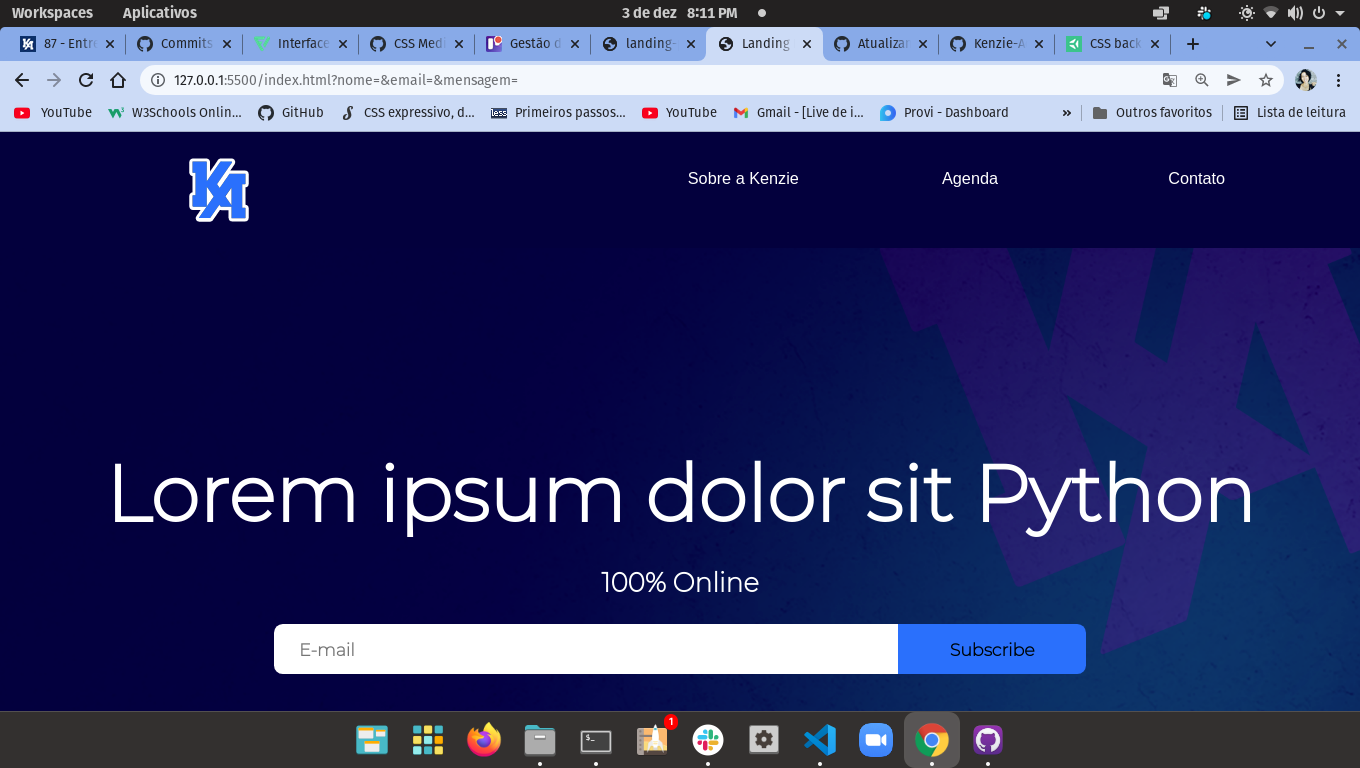 Workspaces Aplicativos 3 de dez 8:11 PM
87 - Entre Commits Interface CSS Medi Gestão d landing- Landing Atualizar Kenzie-A CSS back
127.0.0.1:5500/index.html?nome=&email=&mensagem=
YouTube W3Schools Onlin... GitHub CSS expressivo, d... less Primeiros passos... YouTube Gmail - [Live de i... Provi - Dashboard » Outros favoritos Lista de leitura
KA Sobre a Kenzie Agenda Contato
Lorem ipsum dolor sit Python
100% Online
E-mail Subscribe
$_ 1